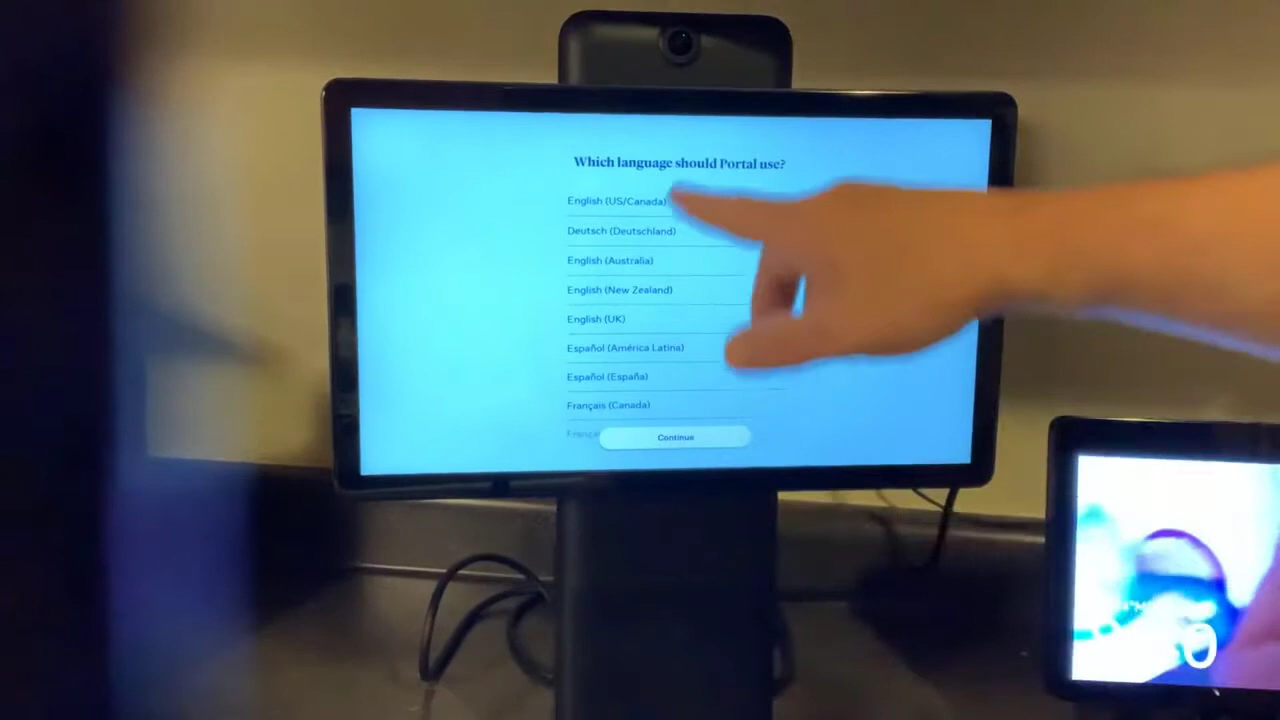 Which language should Portal use?
English (US/Canada)
Deutsch (Deutschland)
English (Australia)
English (New Zealand)
English (UK)
Español (América Latina)
Español (España)
Français (Canada)
Continue
0